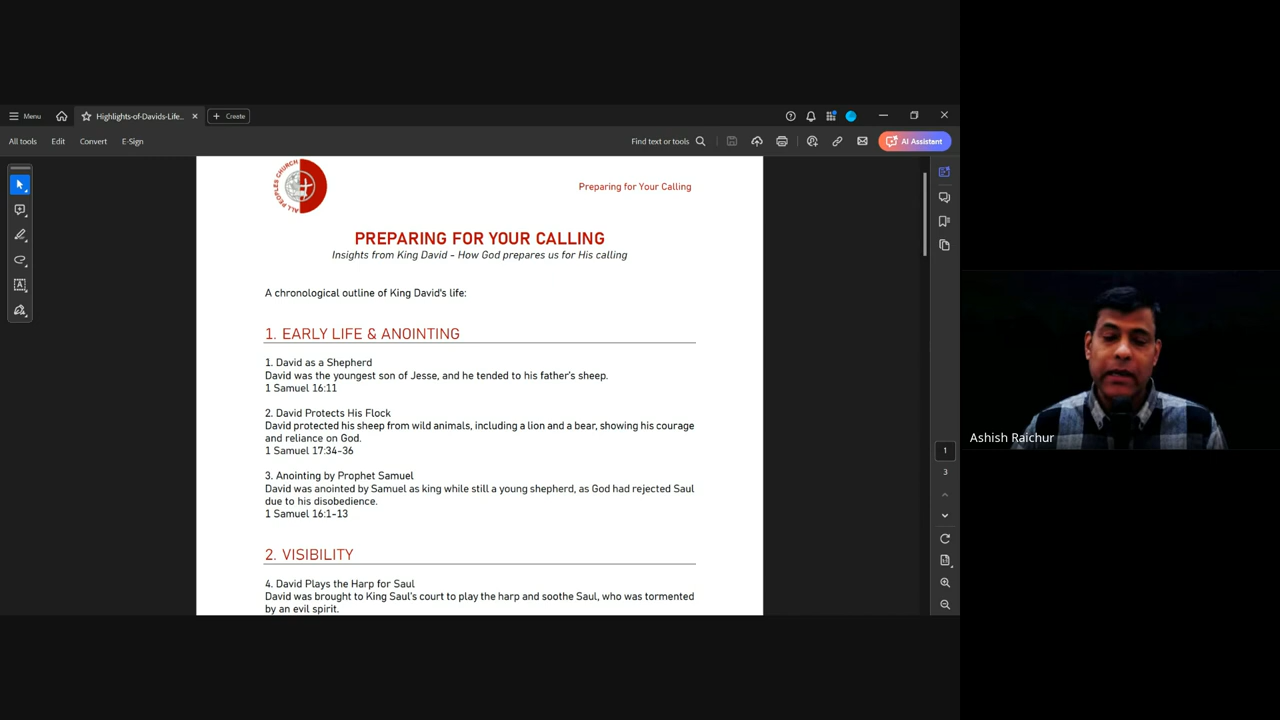 Menu
Highlights-of-Davids-Life...
Create
All tools
Edit
Convert
E-Sign
Find text or tools
AI Assistant
ALL PEOPLES CHURCH
Preparing for Your Calling
PREPARING FOR YOUR CALLING
Insights from King David - How God prepares us for His calling
A chronological outline of King David's life:
1. EARLY LIFE & ANOINTING
1. David as a Shepherd
David was the youngest son of Jesse, and he tended to his father's sheep.
1 Samuel 16:11
2. David Protects His Flock
David protected his sheep from wild animals, including a lion and a bear, showing his courage
and reliance on God.
1 Samuel 17:34-36
3. Anointing by Prophet Samuel
David was anointed by Samuel as king while still a young shepherd, as God had rejected Saul
due to his disobedience.
1 Samuel 16:1-13
2. VISIBILITY
4. David Plays the Harp for Saul
David was brought to King Saul's court to play the harp and soothe Saul, who was tormented
by an evil spirit.
1
3
Ashish Raichur